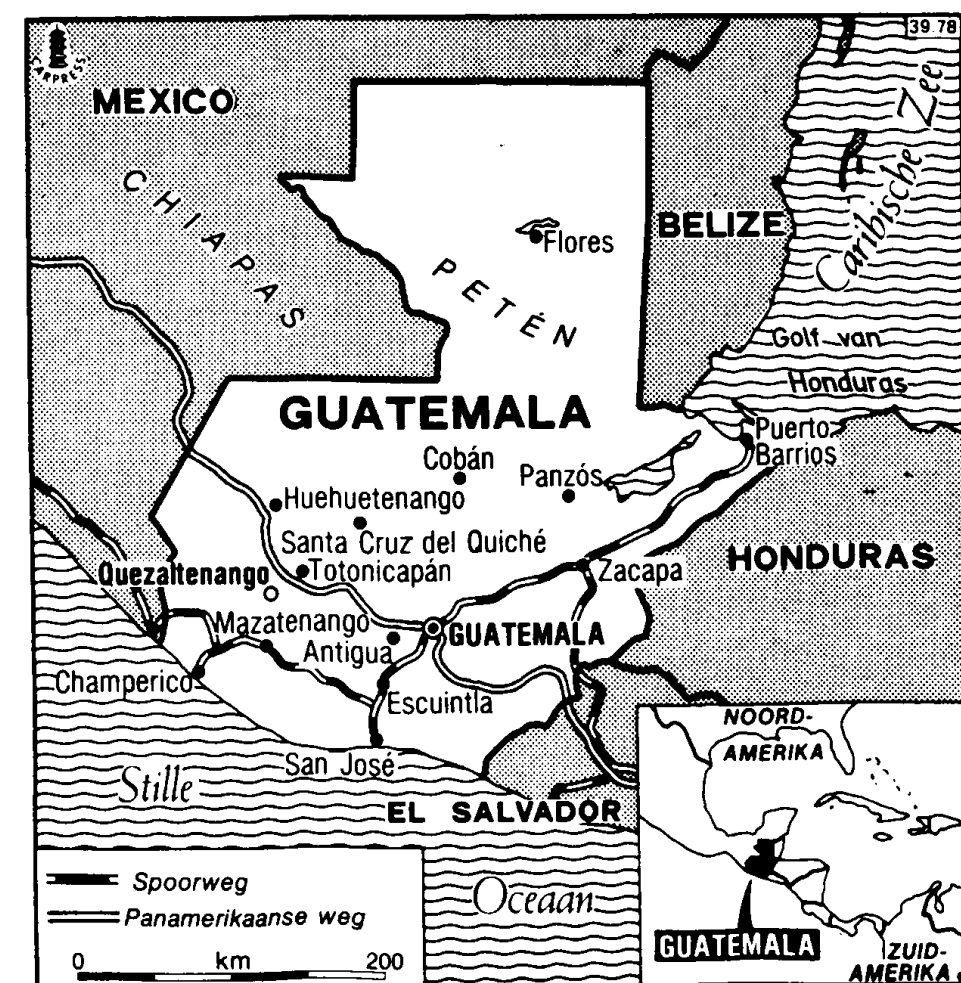 39.78
CARPRESS
MEXICO
CHIAPAS
Caribische Zee
BELIZE
Flores
PETÉN
Golf van
Honduras
GUATEMALA
Puerto
Barrios
Cobán
Panzós
Huehuetenango
Santa Cruz del Quiché
HONDURAS
Quezaltenango
Totonicapán
Zacapa
Mazatenango
GUATEMALA
Antigua
Champerico
Escuintla
San José
NOORD-
AMERIKA
Stille
EL SALVADOR
Spoorweg
Oceaan
Panamerikaanse weg
GUATEMALA
ZUID-
AMERIKA
0 km 200